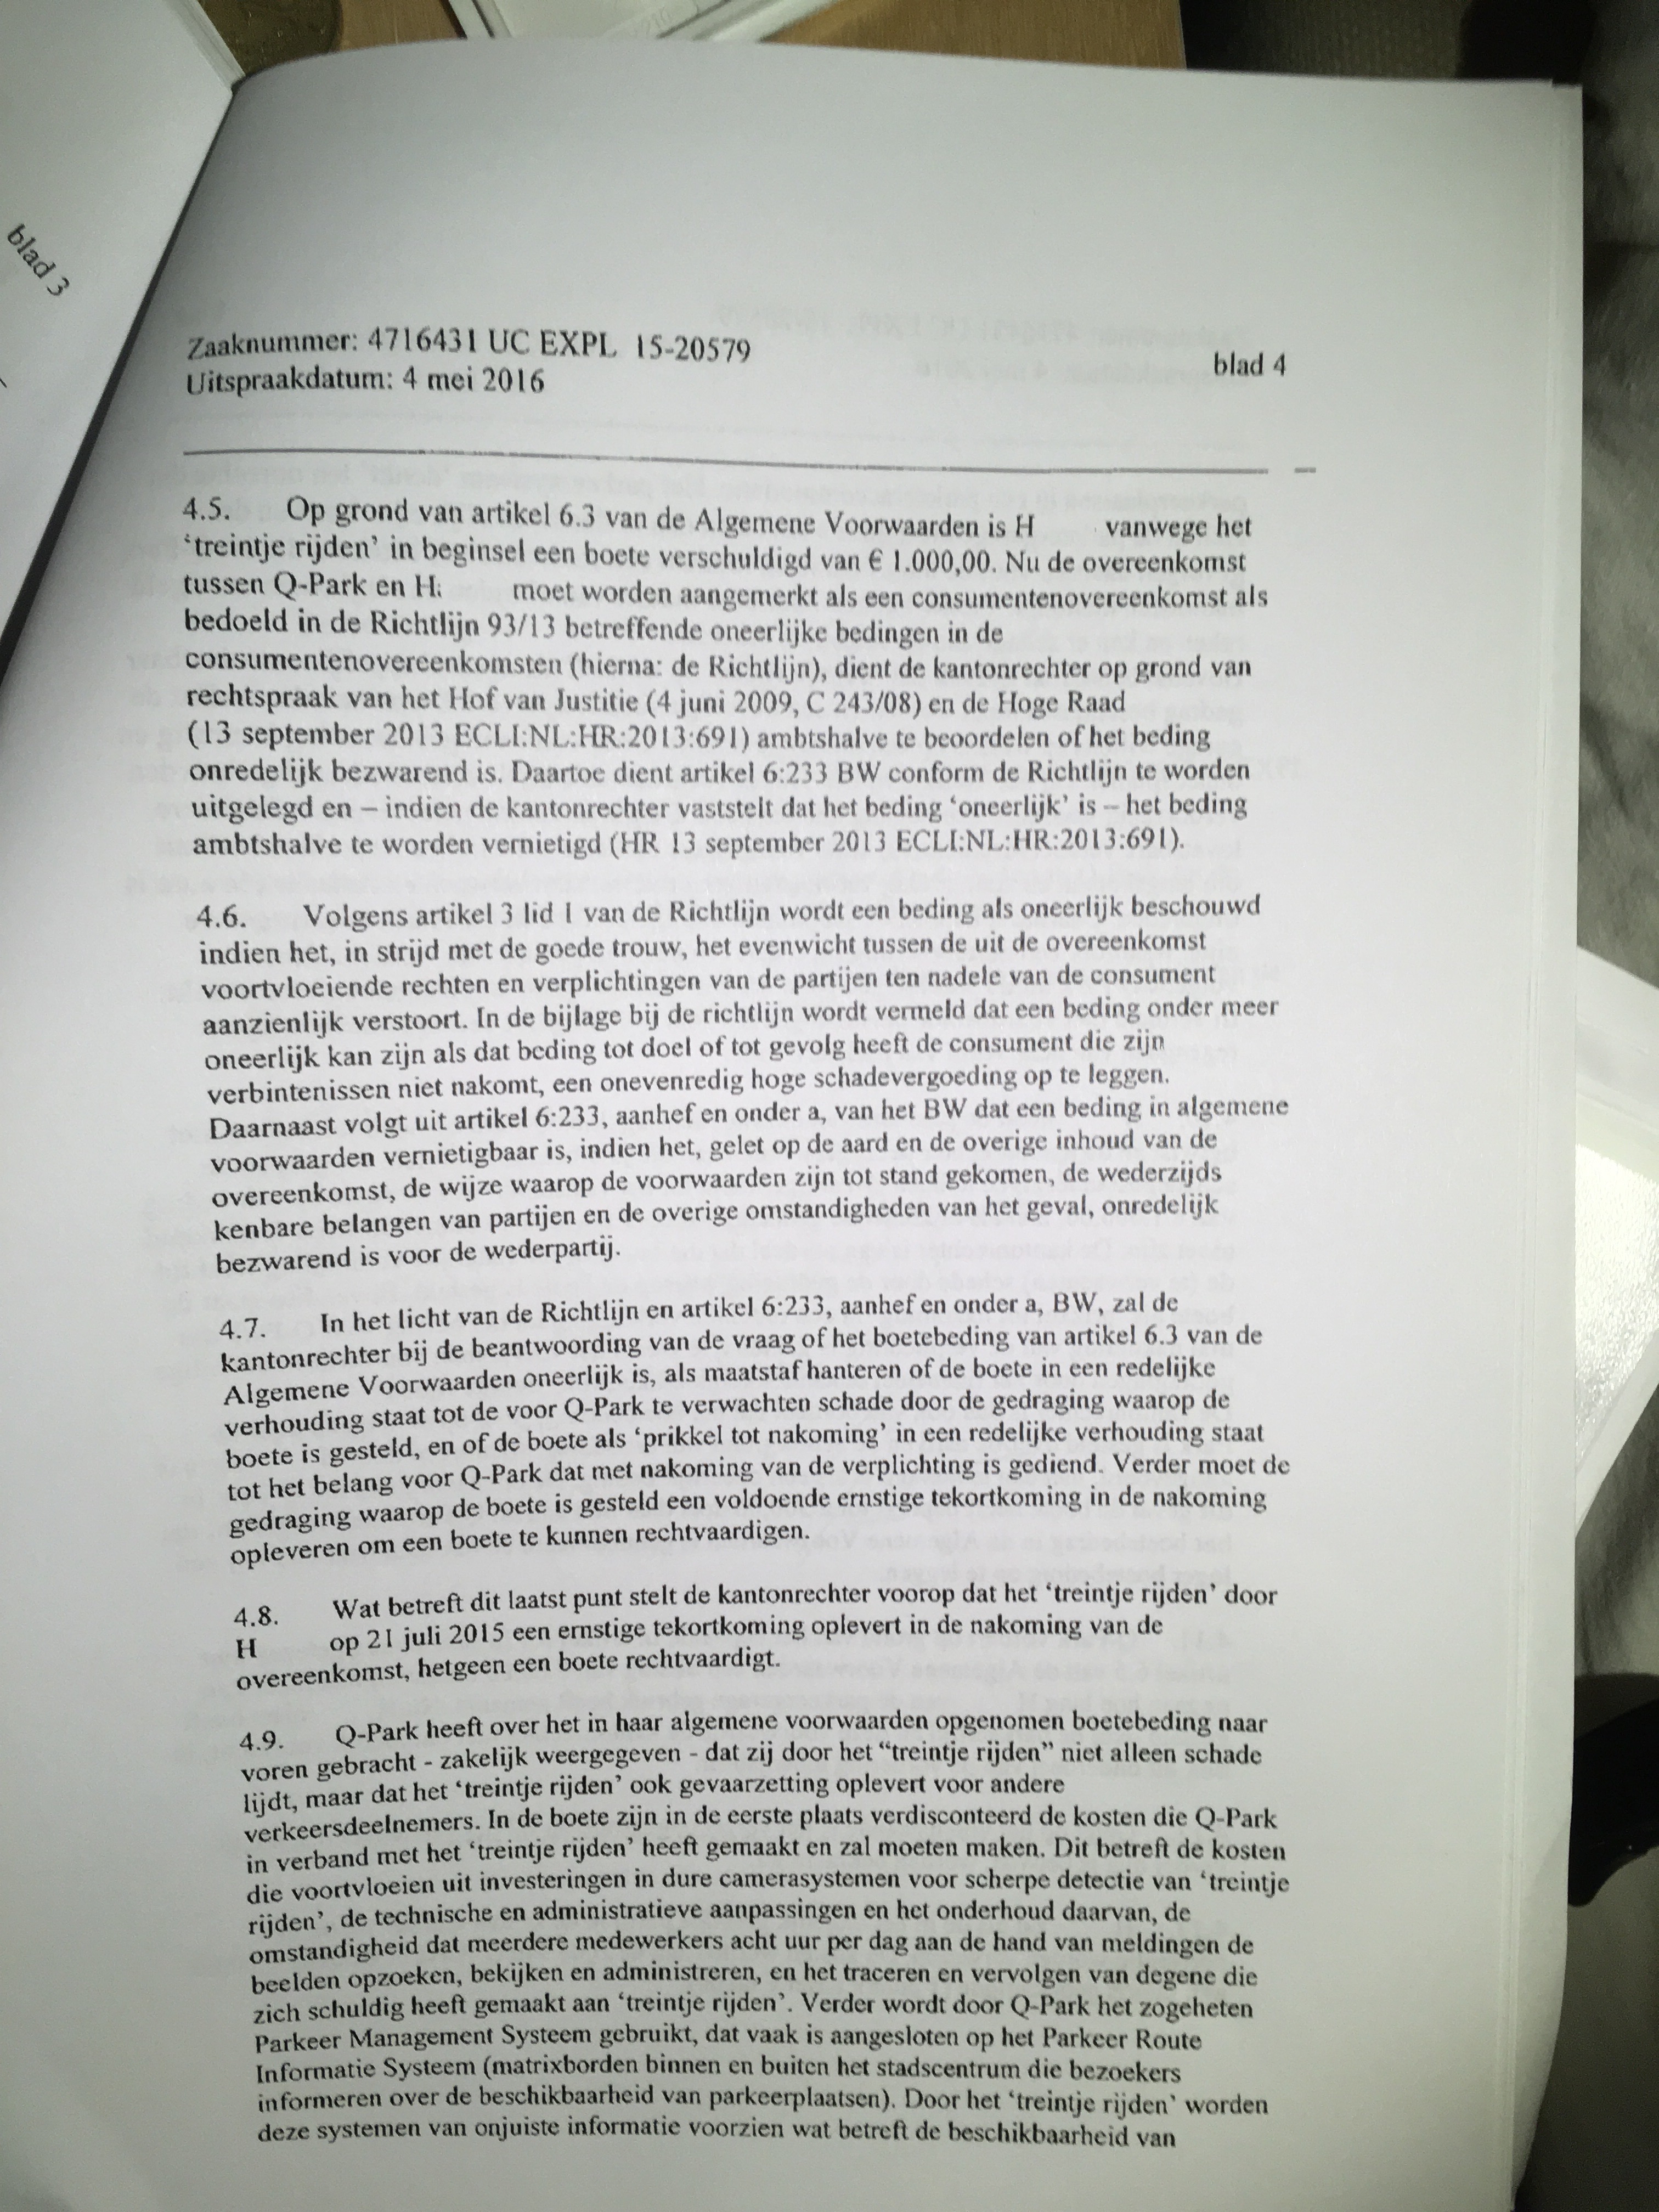 blad 3
Zaaknummer: 4716431 UC EXPL 15-20579
Uitspraakdatum: 4 mei 2016
blad 4
4.5. Op grond van artikel 6.3 van de Algemene Voorwaarden is H vanwege het
‘treintje rijden’ in beginsel een boete verschuldigd van € 1.000,00. Nu de overeenkomst
tussen Q-Park en H: moet worden aangemerkt als een consumentenovereenkomst als
bedoeld in de Richtlijn 93/13 betreffende oneerlijke bedingen in de
consumentenovereenkomsten (hierna: de Richtlijn), dient de kantonrechter op grond van
rechtspraak van het Hof van Justitie (4 juni 2009, C 243/08) en de Hoge Raad
(13 september 2013 ECLI:NL:HR:2013:691) ambtshalve te beoordelen of het beding
onredelijk bezwarend is. Daartoe dient artikel 6:233 BW conform de Richtlijn te worden
uitgelegd en – indien de kantonrechter vaststelt dat het beding ‘oneerlijk’ is – het beding
ambtshalve te worden vernietigd (HR 13 september 2013 ECLI:NL:HR:2013:691).
4.6. Volgens artikel 3 lid 1 van de Richtlijn wordt een beding als oneerlijk beschouwd
indien het, in strijd met de goede trouw, het evenwicht tussen de uit de overeenkomst
voortvloeiende rechten en verplichtingen van de partijen ten nadele van de consument
aanzienlijk verstoort. In de bijlage bij de richtlijn wordt vermeld dat een beding onder meer
oneerlijk kan zijn als dat beding tot doel of tot gevolg heeft de consument die zijn
verbintenissen niet nakomt, een onevenredig hoge schadevergoeding op te leggen.
Daarnaast volgt uit artikel 6:233, aanhef en onder a, van het BW dat een beding in algemene
voorwaarden vernietigbaar is, indien het, gelet op de aard en de overige inhoud van de
overeenkomst, de wijze waarop de voorwaarden zijn tot stand gekomen, de wederzijds
kenbare belangen van partijen en de overige omstandigheden van het geval, onredelijk
bezwarend is voor de wederpartij.
4.7. In het licht van de Richtlijn en artikel 6:233, aanhef en onder a, BW, zal de
kantonrechter bij de beantwoording van de vraag of het boetebeding van artikel 6.3 van de
Algemene Voorwaarden oneerlijk is, als maatstaf hanteren of de boete in een redelijke
verhouding staat tot de voor Q-Park te verwachten schade door de gedraging waarop de
boete is gesteld, en of de boete als ‘prikkel tot nakoming’ in een redelijke verhouding staat
tot het belang voor Q-Park dat met nakoming van de verplichting is gediend. Verder moet de
gedraging waarop de boete is gesteld een voldoende ernstige tekortkoming in de nakoming
opleveren om een boete te kunnen rechtvaardigen.
4.8. Wat betreft dit laatst punt stelt de kantonrechter voorop dat het ‘treintje rijden’ door
H op 21 juli 2015 een ernstige tekortkoming oplevert in de nakoming van de
overeenkomst, hetgeen een boete rechtvaardigt.
4.9. Q-Park heeft over het in haar algemene voorwaarden opgenomen boetebeding naar
voren gebracht - zakelijk weergegeven - dat zij door het “treintje rijden” niet alleen schade
lijdt, maar dat het ‘treintje rijden’ ook gevaarzetting oplevert voor andere
verkeersdeelnemers. In de boete zijn in de eerste plaats verdisconteerd de kosten die Q-Park
in verband met het ‘treintje rijden’ heeft gemaakt en zal moeten maken. Dit betreft de kosten
die voortvloeien uit investeringen in dure camerasystemen voor scherpe detectie van ‘treintje
rijden’, de technische en administratieve aanpassingen en het onderhoud daarvan, de
omstandigheid dat meerdere medewerkers acht uur per dag aan de hand van meldingen de
beelden opzoeken, bekijken en administreren, en het traceren en vervolgen van degene die
zich schuldig heeft gemaakt aan ‘treintje rijden’. Verder wordt door Q-Park het zogeheten
Parkeer Management Systeem gebruikt, dat vaak is aangesloten op het Parkeer Route
Informatie Systeem (matrixborden binnen en buiten het stadscentrum die bezoekers
informeren over de beschikbaarheid van parkeerplaatsen). Door het ‘treintje rijden’ worden
deze systemen van onjuiste informatie voorzien wat betreft de beschikbaarheid van